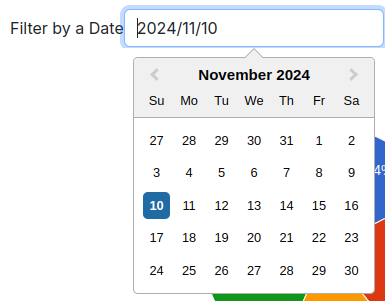 Filter by a Date 2024/11/10
November 2024
Su Mo Tu We Th Fr Sa
27 28 29 30 31 1 2
3 4 5 6 7 8 9
10 11 12 13 14 15 16
17 18 19 20 21 22 23
24 25 26 27 28 29 30